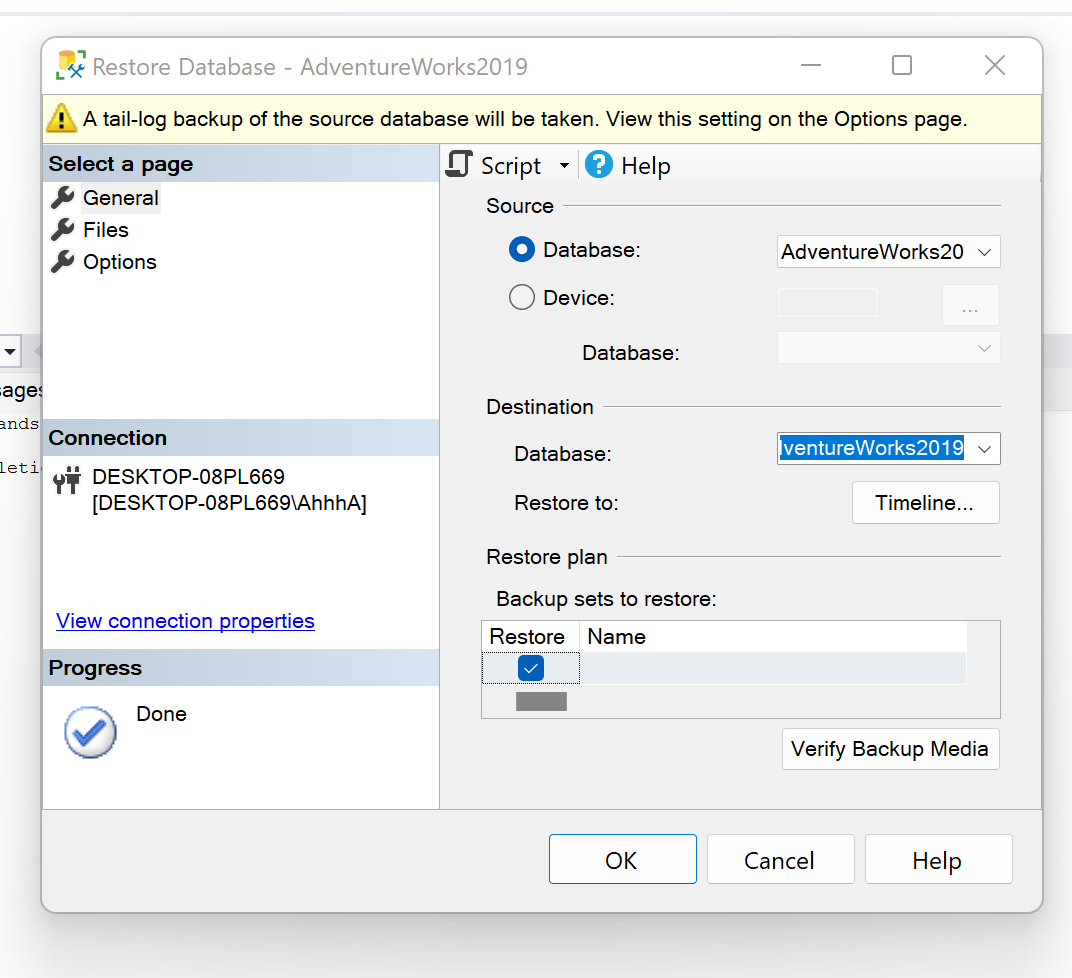 Restore Database - AdventureWorks2019
A tail-log backup of the source database will be taken. View this setting on the Options page.
Select a page
General
Files
Options
Script
Help
Source
Database:
AdventureWorks20
Device:
...
Database:
Destination
Database:
ventureWorks2019
Restore to:
Timeline...
Restore plan
Backup sets to restore:
Restore Name
Verify Backup Media
Connection
DESKTOP-08PL669
[DESKTOP-08PL669\AhhhA]
View connection properties
Progress
Done
OK
Cancel
Help
sages
ands
leti